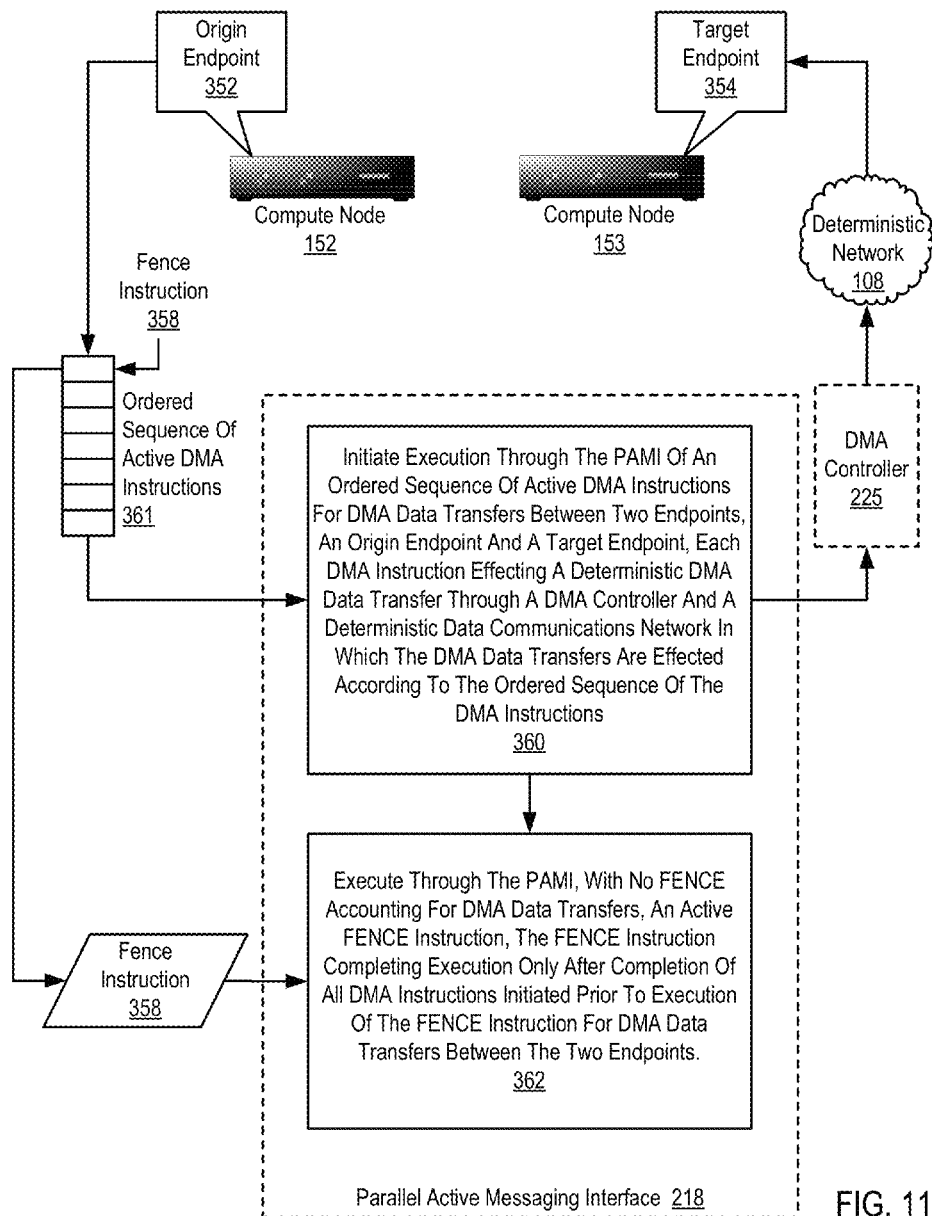 Origin
Endpoint
352
Target
Endpoint
354
Compute Node
152
Compute Node
153
Deterministic
Network
108
Fence
Instruction
358
Ordered
Sequence Of
Active DMA
Instructions
361
DMA
Controller
225
Initiate Execution Through The PAMI Of An
Ordered Sequence Of Active DMA Instructions
For DMA Data Transfers Between Two Endpoints,
An Origin Endpoint And A Target Endpoint, Each
DMA Instruction Effecting A Deterministic DMA
Data Transfer Through A DMA Controller And A
Deterministic Data Communications Network In
Which The DMA Data Transfers Are Effected
According To The Ordered Sequence Of The
DMA Instructions
360
Execute Through The PAMI, With No FENCE
Accounting For DMA Data Transfers, An Active
FENCE Instruction, The FENCE Instruction
Completing Execution Only After Completion Of
All DMA Instructions Initiated Prior To Execution
Of The FENCE Instruction For DMA Data
Transfers Between The Two Endpoints.
362
Fence
Instruction
358
Parallel Active Messaging Interface 218
FIG. 11